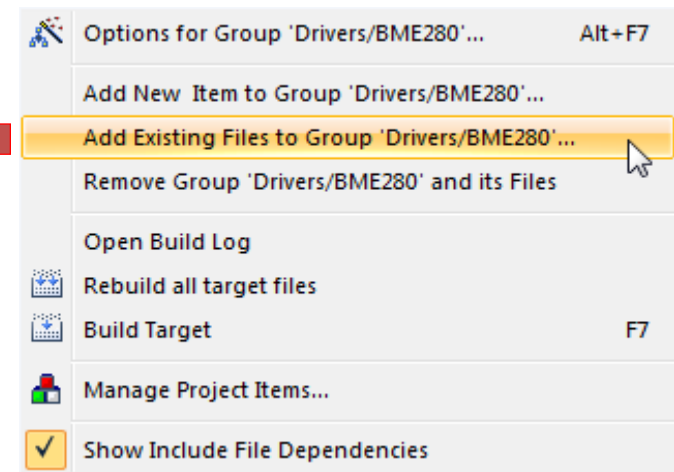 Options for Group 'Drivers/BME280'... Alt+F7
Add New Item to Group 'Drivers/BME280'...
Add Existing Files to Group 'Drivers/BME280'...
Remove Group 'Drivers/BME280' and its Files
Open Build Log
Rebuild all target files
Build Target F7
Manage Project Items...
Show Include File Dependencies